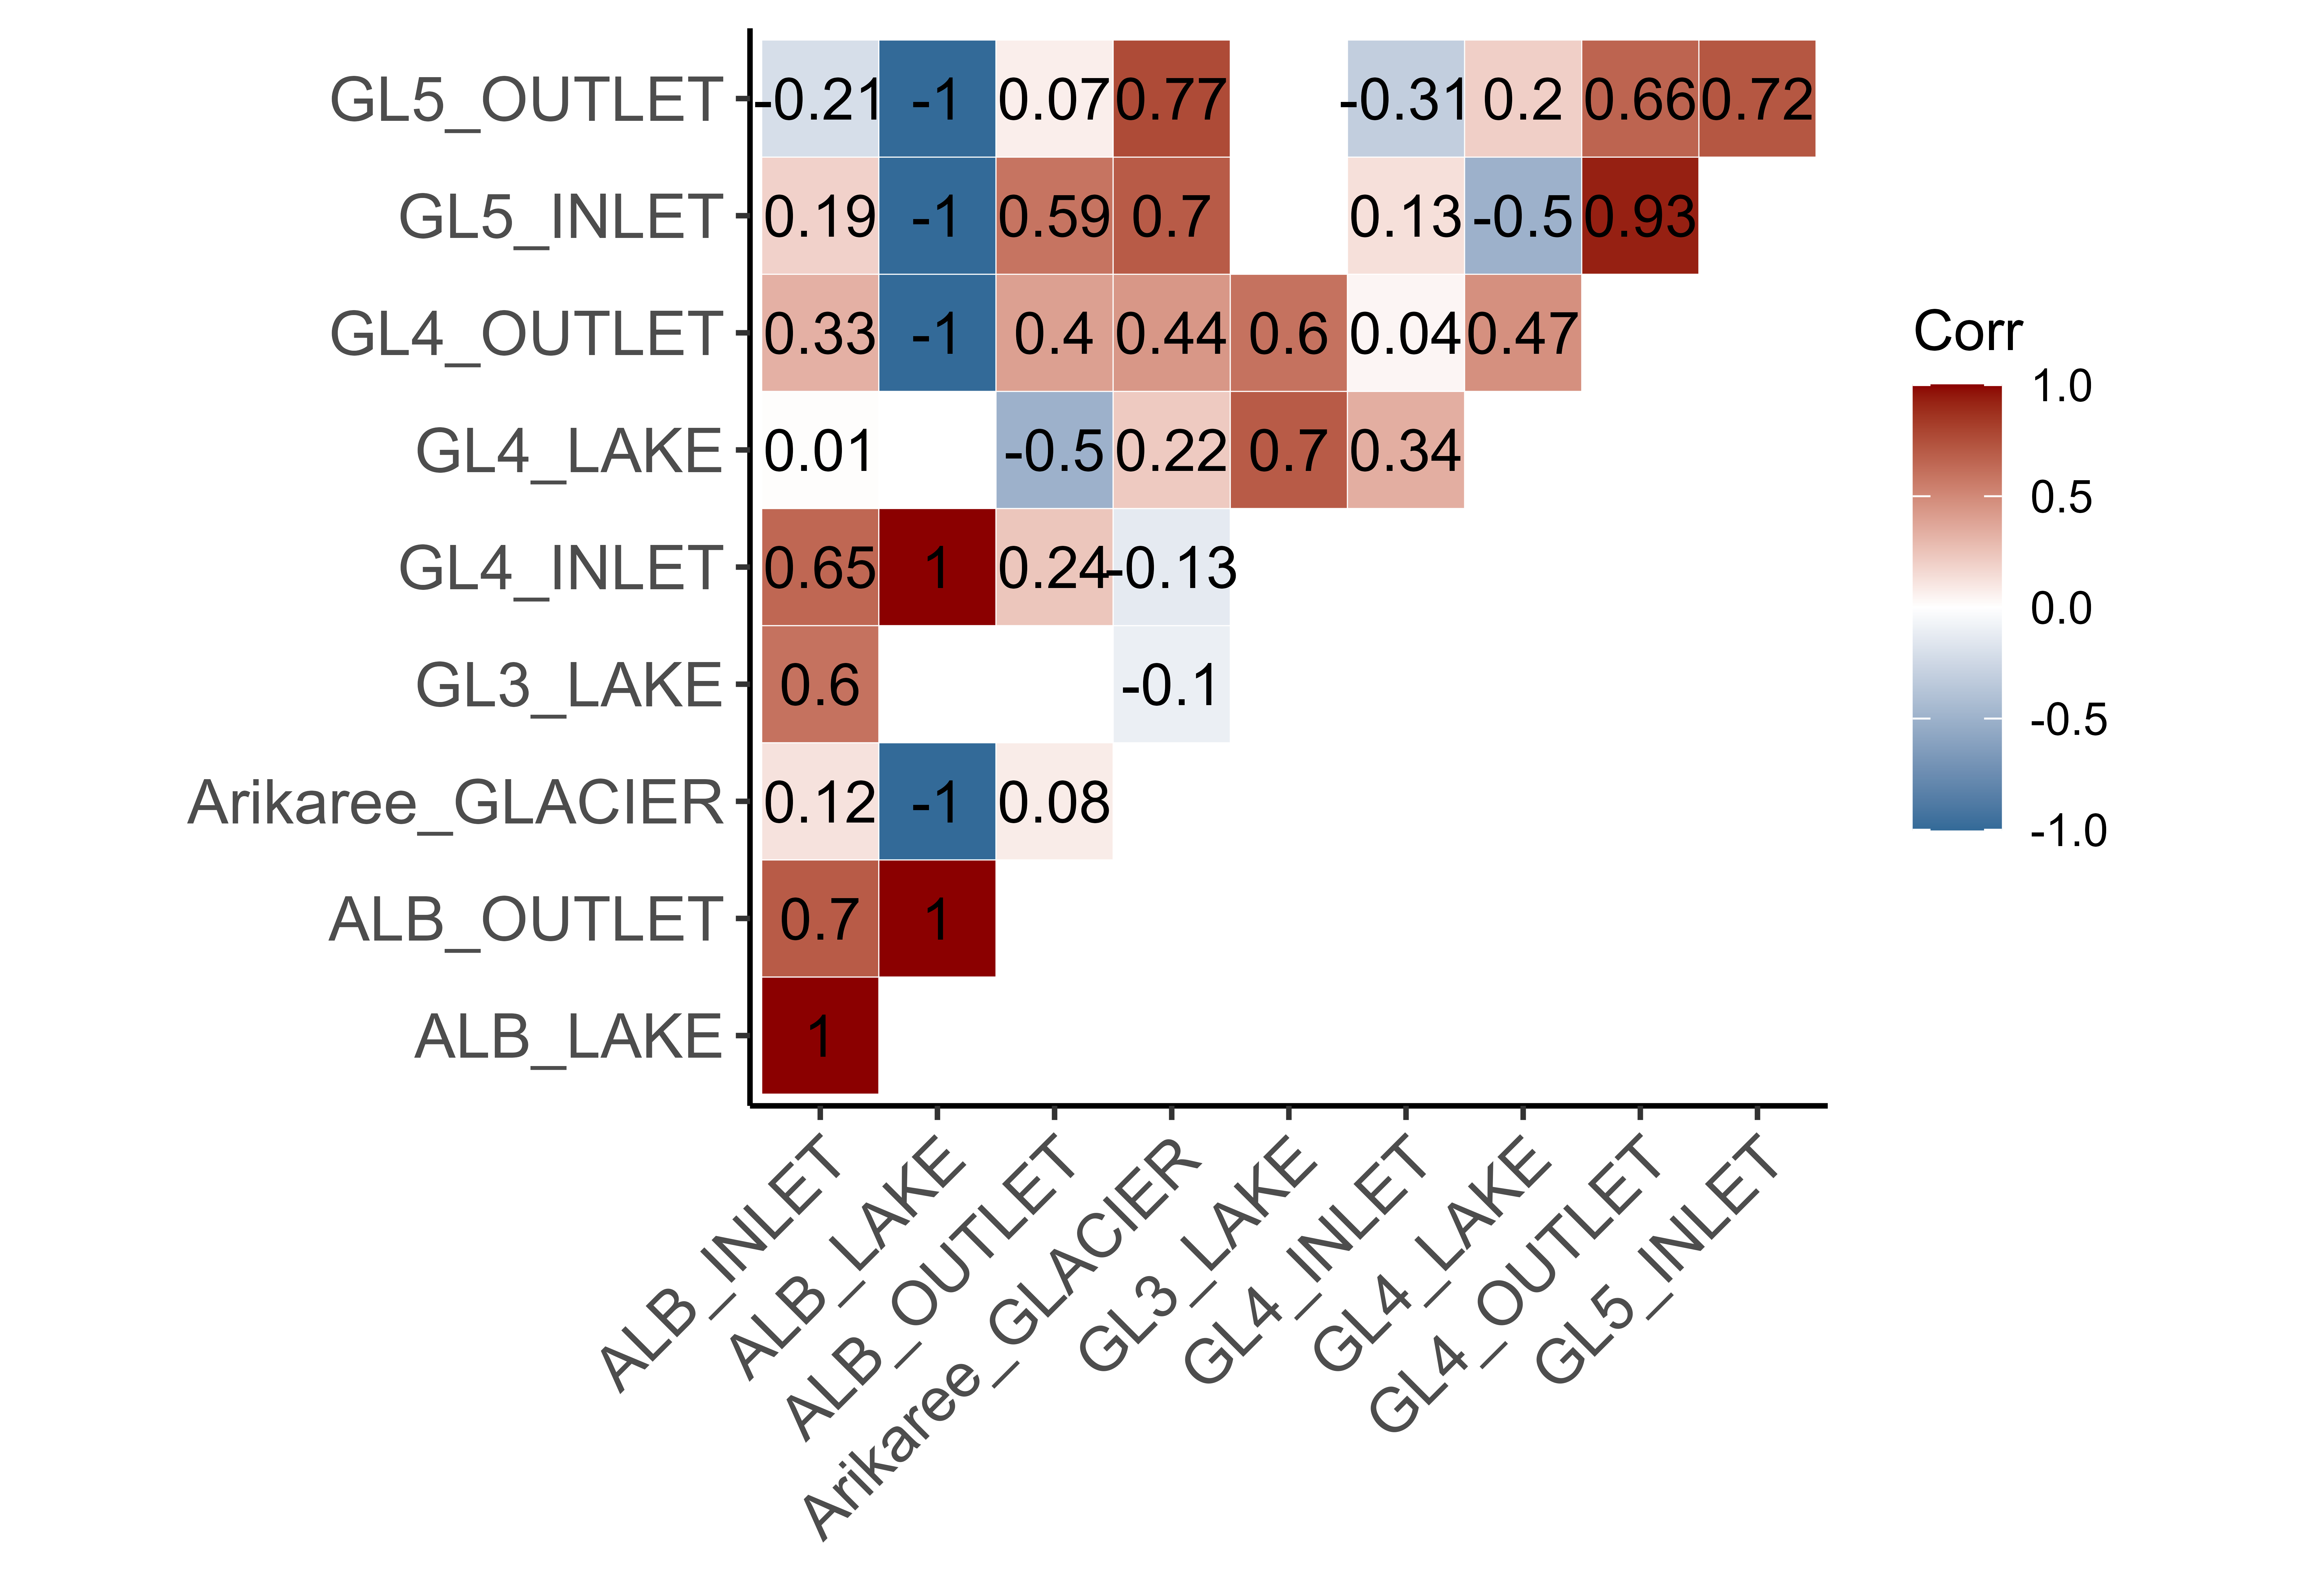 GL5_OUTLET -0.21 -1 0.07 0.77 -0.31 0.2 0.66 0.72
GL5_INLET 0.19 -1 0.59 0.7 0.13 -0.5 0.93
GL4_OUTLET 0.33 -1 0.4 0.44 0.6 0.04 0.47
GL4_LAKE 0.01 -0.5 0.22 0.7 0.34
GL4_INLET 0.65 1 0.24 -0.13
GL3_LAKE 0.6 -0.1
Arikaree_GLACIER 0.12 -1 0.08
ALB_OUTLET 0.7 1
ALB_LAKE 1
ALB_INLET
ALB_LAKE
ALB_OUTLET
Arikaree_GLACIER
GL3_LAKE
GL4_INLET
GL4_LAKE
GL4_OUTLET
GL5_INLET
Corr
1.0
0.5
0.0
-0.5
-1.0